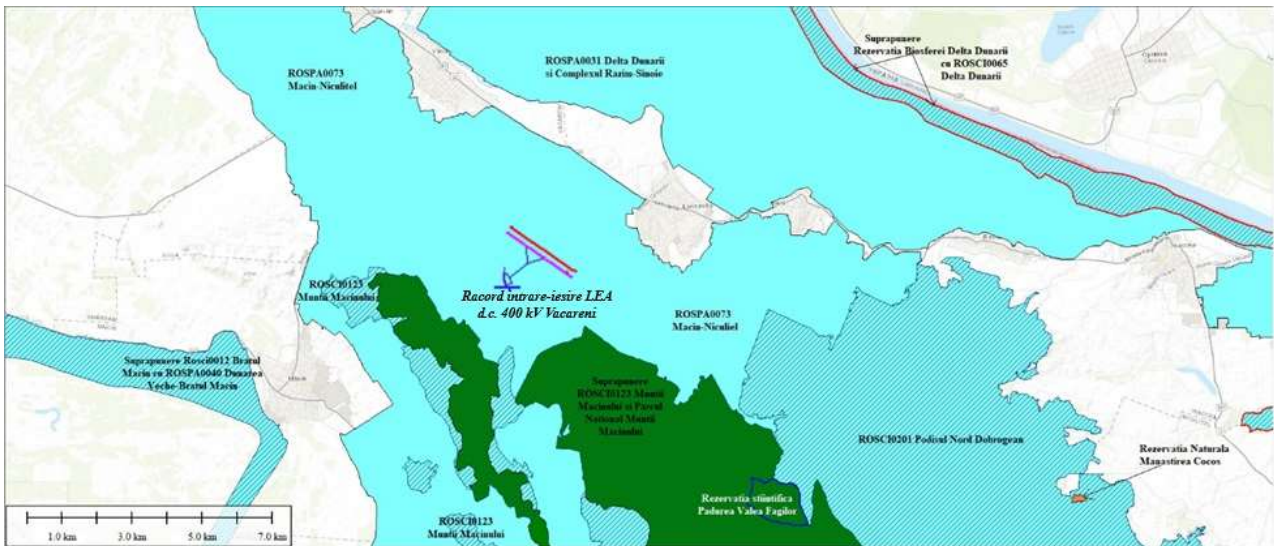 Suprapunere
Rezervatia Biosferei Delta Dunarii
cu ROSCI0065
Delta Dunarii
ROSPA0073
Macin-Niculitel
ROSPA0031 Delta Dunarii
si Complexul Razim-Sinoie
ROSCI0123
Muntii Macinului
Racord intrare-iesire LEA
d.c. 400 kV Vacareni
ROSPA0073
Macin-Niculiel
Suprapunere Rosci0012 Bratul
Macin cu ROSPA0040 Dunarea
Veche-Bratul Macin
Suprapunere
ROSCI0123 Muntii
Macinului si Parcul
National Muntii
Macinului
ROSCI0201 Podisul Nord Dobrogean
Rezervatia Naturala
Manastirea Cocos
Rezervatia stiintifica
Padurea Valea Fagilor
ROSCI0123
Muntii Macinului
1.0 km 3.0 km 5.0 km 7.0 km